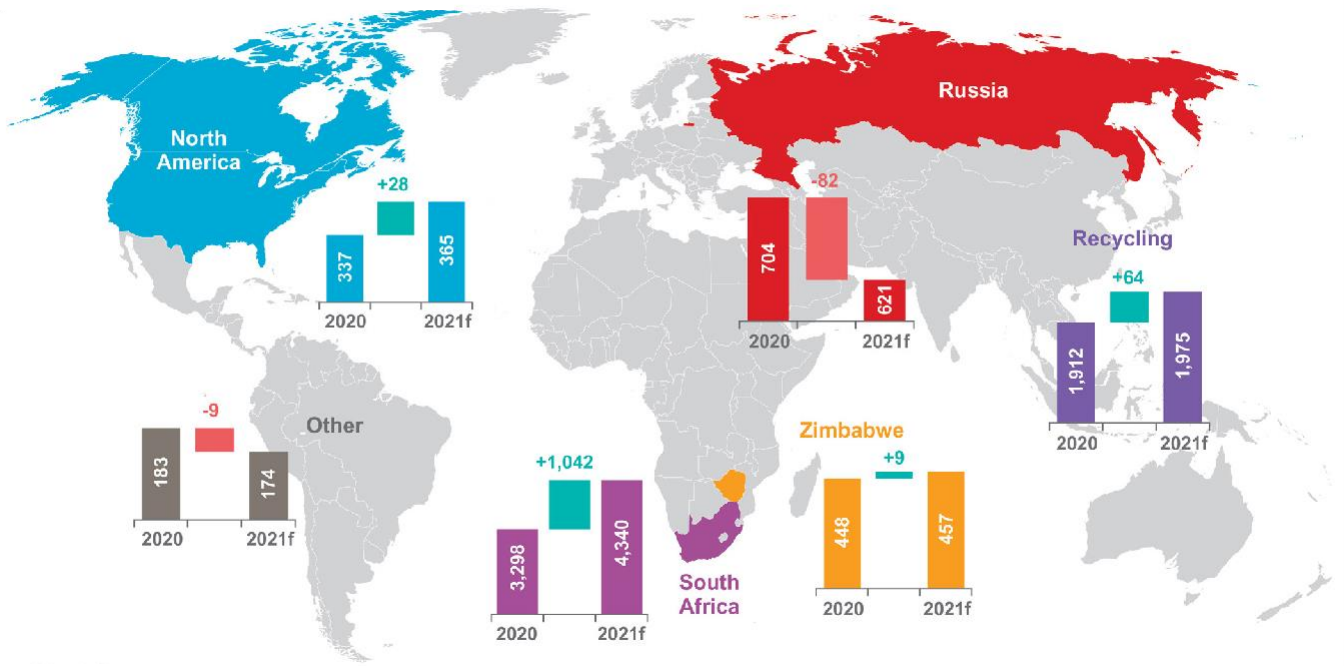 North
America
+28
337
365
2020
2021f
Russia
-82
704
621
2020
2021f
Recycling
+64
1,912
1,975
2020
2021f
Other
-9
183
174
2020
2021f
+1,042
3,298
4,340
2020
2021f
South
Africa
Zimbabwe
+9
448
457
2020
2021f